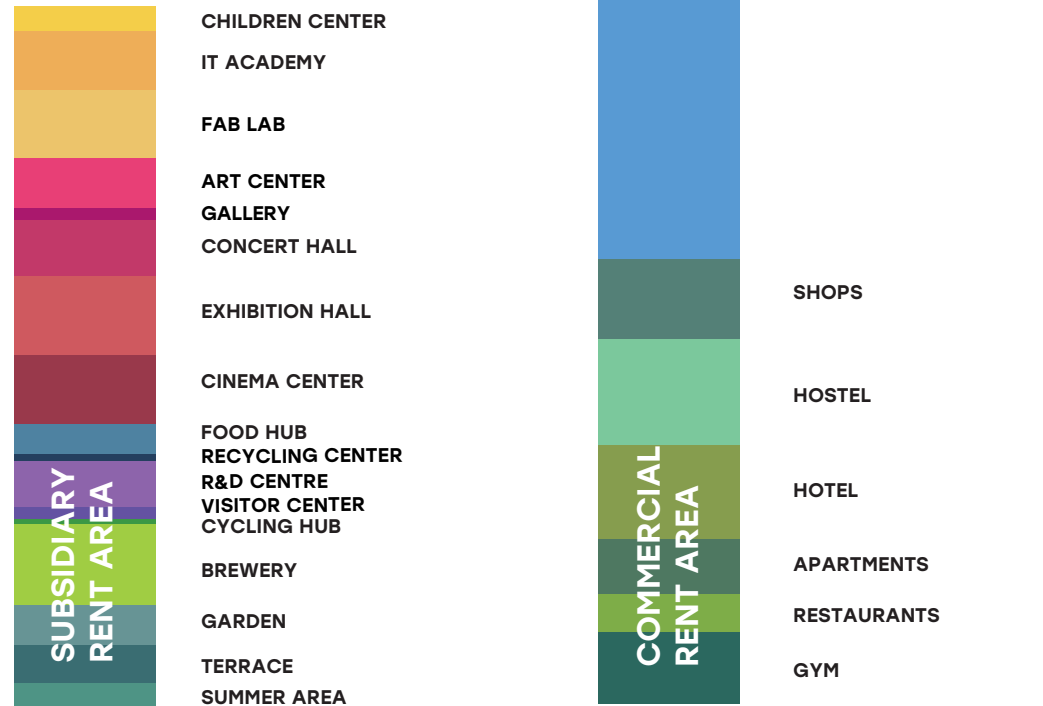 CHILDREN CENTER
IT ACADEMY
FAB LAB
ART CENTER
GALLERY
CONCERT HALL
EXHIBITION HALL
CINEMA CENTER
FOOD HUB
RECYCLING CENTER
R&D CENTRE
VISITOR CENTER
CYCLING HUB
BREWERY
GARDEN
TERRACE
SUMMER AREA
SUBSIDIARY
RENT AREA
SHOPS
HOSTEL
HOTEL
APARTMENTS
RESTAURANTS
GYM
COMMERCIAL
RENT AREA